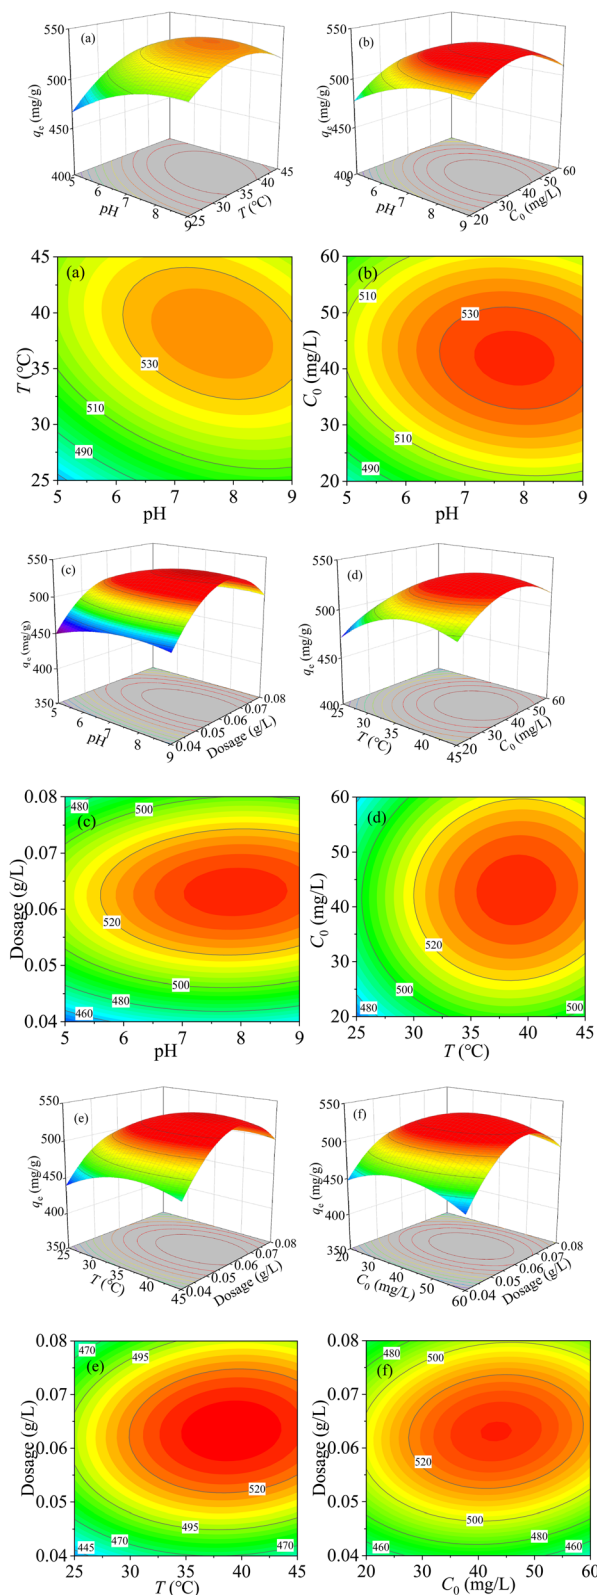 550 (a) 550 (b)
500 500
qe (mg/g) qe (mg/g)
450 450
400 45 400 60
5 6 7 8 9 25 30 35 40 5 6 7 8 9 20 30 40 50
pH T (℃) pH C0 (mg/L)
45 (a) 60 (b)
510
40 50 530
T (℃) C0 (mg/L)
35 530 40
30 510 30
510
490 490
25 20
5 6 7 8 9 5 6 7 8 9
pH pH
550 (c) 550 (d)
500 500
450
qe (mg/g) qe (mg/g)
400 450
350 0.08 60
5 6 7 8 9 0.04 0.05 0.06 0.07 25 30 35 40 45 20 30 40 50
pH Dosage (g/L) T (℃) C0 (mg/L)
0.08 480 500 60
(c) (d)
0.07 50
Dosage (g/L) C0 (mg/L)
0.06 520 40 520
0.05 500 30 500
480
0.04 460 20 480 500
5 6 7 8 9 25 30 35 40 45
pH T (℃)
550 (e) 550 (f)
500 500
450 450
qe (mg/g) qe (mg/g)
400 400
350 0.08 350 0.08
25 30 35 40 45 0.04 0.05 0.06 0.07 20 30 40 50 60 0.04 0.05 0.06 0.07
T (℃) Dosage (g/L) C0 (mg/L) Dosage (g/L)
0.08 470 495 0.08 480 500
(e) (f)
0.07 0.07
Dosage (g/L) Dosage (g/L)
0.06 520 0.06 520
0.05 495 0.05 500
470 480
0.04 445 470 0.04 460 460
25 30 35 40 45 20 30 40 50 60
T (℃) C0 (mg/L)